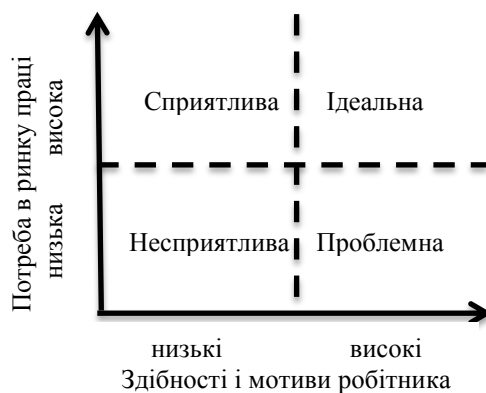 Потреба в ринку праці
низька висока
Сприятлива Ідеальна
Несприятлива Проблемна
низькі високі
Здібності і мотиви робітника